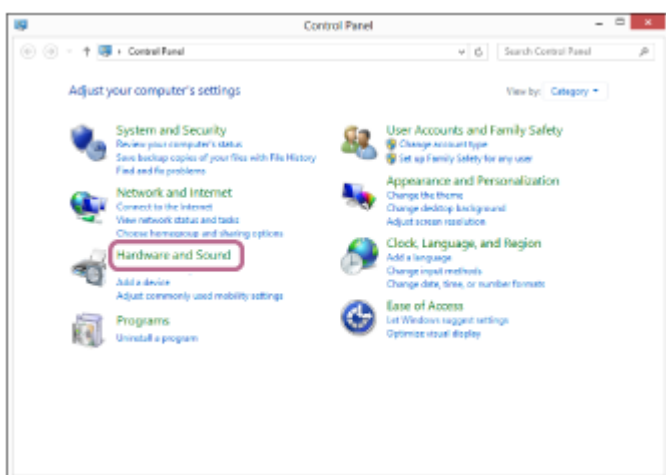 Control Panel
Control Panel
Search Control Panel
Adjust your computer's settings
View by: Category
System and Security
Review your computer's status
Save backup copies of your files with File History
Find and fix problems
Network and Internet
Connect to the Internet
View network status and tasks
Choose homegroup and sharing options
Hardware and Sound
Add a device
Adjust commonly used mobility settings
Programs
Uninstall a program
User Accounts and Family Safety
Change account type
Set up Family Safety for any user
Appearance and Personalization
Change the theme
Change desktop background
Adjust screen resolution
Clock, Language, and Region
Add a language
Change input methods
Change date, time, or number formats
Ease of Access
Let Windows suggest settings
Optimize visual display